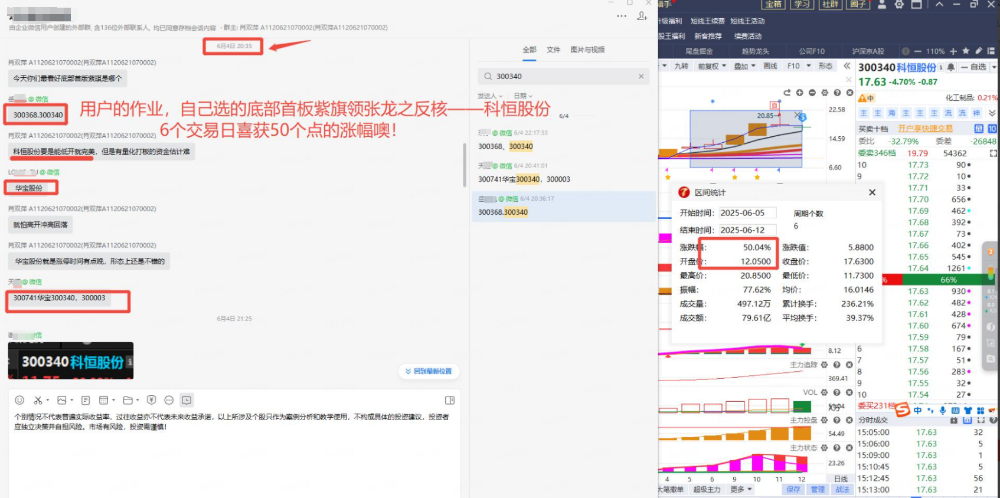 由企业微信用户创建的外部群, 含136位外部联系人, 均已同意存档会话内容 · 群主: 肖双萍 A1120621070002(肖双萍A1120621070002)
6月4日 20:35
肖双萍 A1120621070002(肖双萍A1120621070002)
今天你们最看好底部首版紫琪是哪个
岳 @微信
300368.300340
用户的作业，自己选的底部首板紫旗领张龙之反核——科恒股份
6个交易日喜获50个点的涨幅噢！
肖双萍 A1120621070002(肖双萍A1120621070002)
科恒股份要是能低开就完美，但是有量化打板的资金估计难
@微信
华宝股份
肖双萍 A1120621070002(肖双萍A1120621070002)
就怕高开冲高回落
肖双萍 A1120621070002(肖双萍A1120621070002)
华宝股份就是涨停时间有点晚，形态上还是不错的
天 @微信
300741华宝300340，300003
6月4日 21:25
300340科恒股份
回到最新位置
个别情况不代表普遍实际收益率，过往收益亦不代表未来收益承诺，以上所涉及个股只作为案例分析和教学使用，不构成具体的投资建议，投资者
应独立决策并自担风险。市场有风险，投资需谨慎！
全部 文件 图片与视频
300340
发送人 日期
6/4
@微信 6/4 22:17:33
300368、300340
天 @微信 6/4 20:41:01
300741华宝300340，300003
岳 @微信 6/4 20:36:17
300368.300340
猎手 宝箱 学习 社群 圈子
升级福利 短线王续费 短线王活动
股王福利 新客推荐 续费活动
尾盘掘金 趋势龙头 公司F10 沪深京A股 110%
九转 前复权 叠加 画线 F10 形态
300340科恒股份 自选
17.63 -4.70% -0.87
中 化工制品: 0.21%
主 主 海 主 主 主 流 流 神
买卖十档 开户享快捷交易 10
委比 -32.79% 委差 -26848
委卖346档 19.79 54362
自
20.85
22.58
14.59
6.60
区间统计
开始时间: 2025-06-05 周期个数
结束时间: 2025-06-12 6
涨跌幅: 50.04% 涨跌值: 5.8800
开盘价: 12.0500 收盘价: 17.6300
最高价: 20.8500 最低价: 11.7300
振幅: 77.62% 均价: 16.0146
成交量: 497.12万 累计换手: 236.21%
成交额: 79.61亿 平均换手: 39.37%
10 17.73 90
9 17.72 10
17.71 33
17.70 656
17.69 462
17.68 392
17.67 73
17.66 402
17.65 545
17.64 1261
66%
17.63 930
17.62 482
17.61 428
17.60 674
17.59 79
6 17.58 167
7 17.57 51
8 17.56 283
9 17.55 32
10 17.54 27
委买231档
中
8.12
主力追踪
369.41
VOL
主力控盘
54.49
主力状态
23.26
4 5 6 9 10 11 12 日线
大笔撤单 超级主力 更多 保存 管理 战法
分时成交
15:05:00 17.63 32
15:06:00 17.63 5
15:09:00 17.63 1
15:10:45 17.63 5
15:12:45 17.63 56
15:13:00 17.63 21